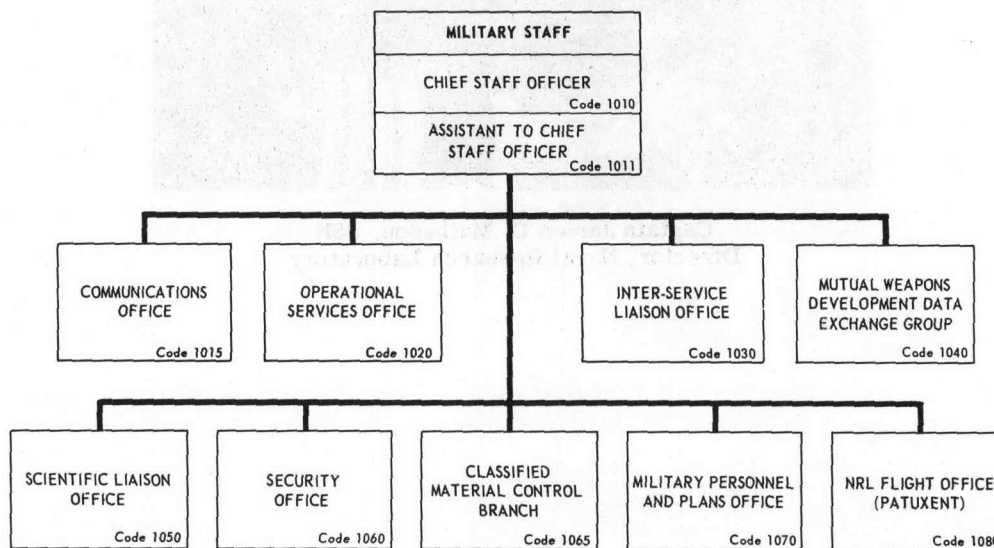 MILITARY STAFF
CHIEF STAFF OFFICER
Code 1010
ASSISTANT TO CHIEF
STAFF OFFICER
Code 1011
COMMUNICATIONS
OFFICE
Code 1015
OPERATIONAL
SERVICES OFFICE
Code 1020
INTER-SERVICE
LIAISON OFFICE
Code 1030
MUTUAL WEAPONS
DEVELOPMENT DATA
EXCHANGE GROUP
Code 1040
SCIENTIFIC LIAISON
OFFICE
Code 1050
SECURITY
OFFICE
Code 1060
CLASSIFIED
MATERIAL CONTROL
BRANCH
Code 1065
MILITARY PERSONNEL
AND PLANS OFFICE
Code 1070
NRL FLIGHT OFFICE
(PATUXENT)
Code 1080
Captain James
Director, Naval Research Laboratory